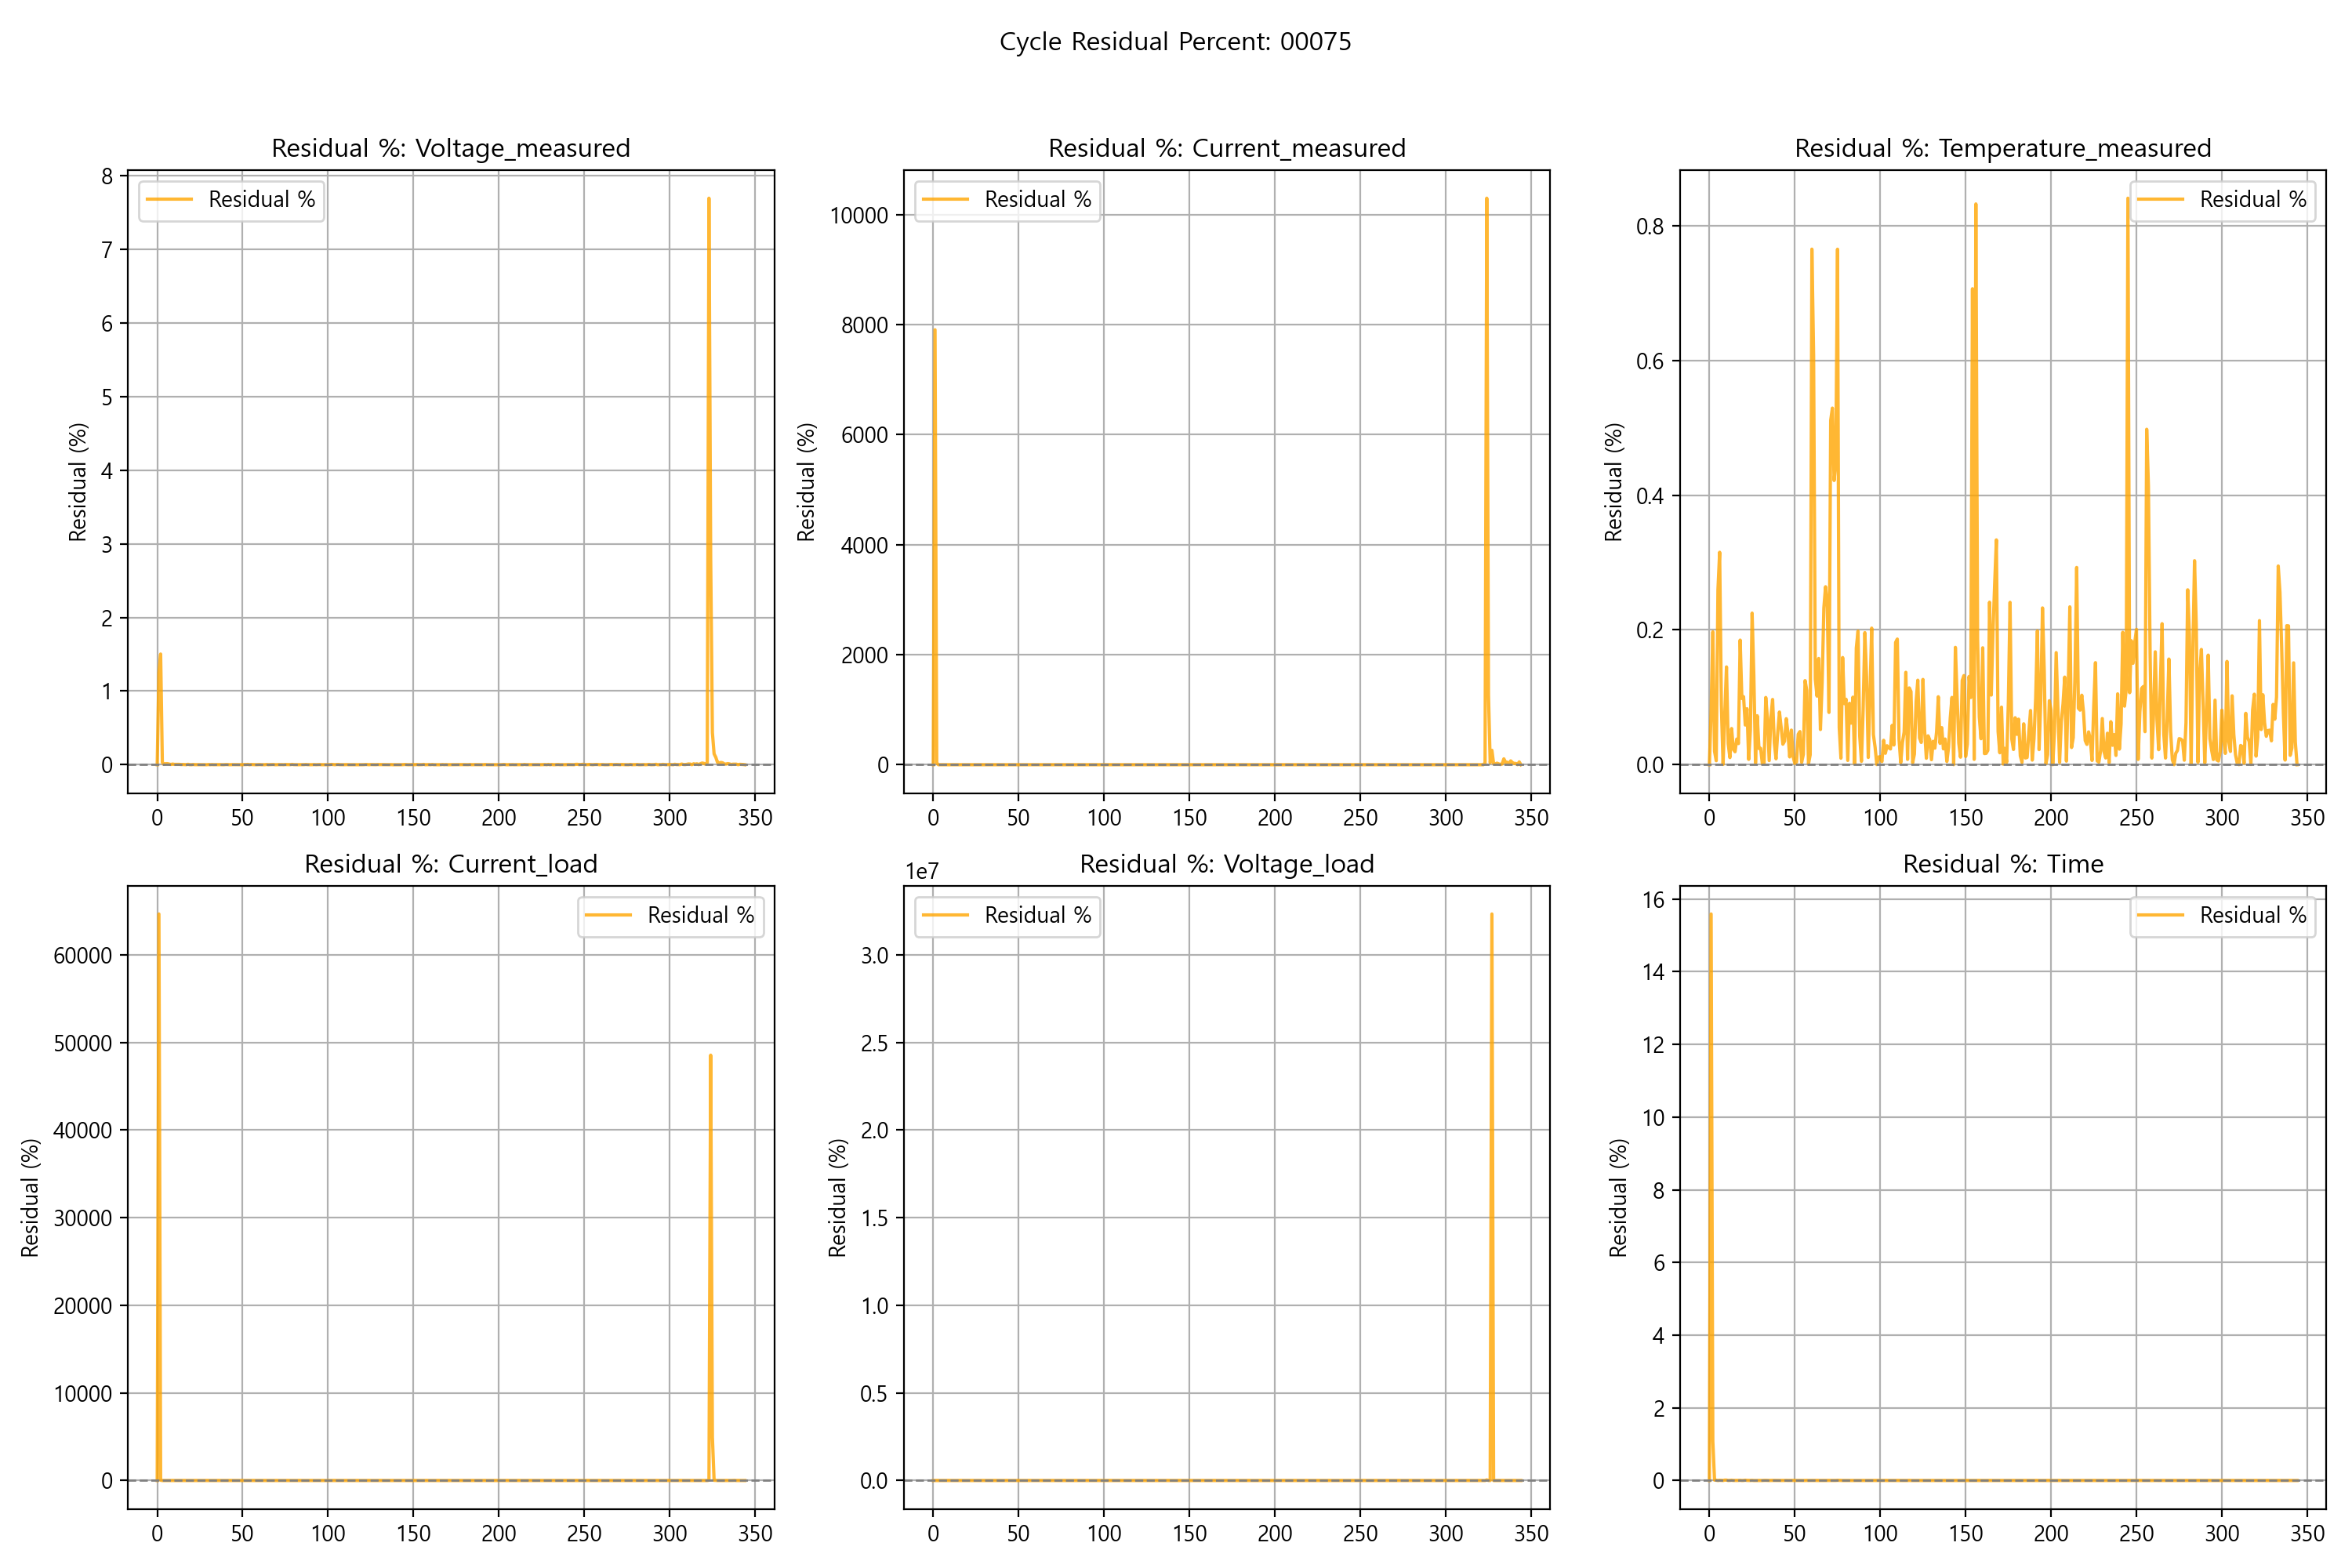 Cycle Residual Percent: 00075
Residual %: Voltage_measured
Residual (%)
8
7
6
5
4
3
2
1
0
0 50 100 150 200 250 300 350
Residual %
Residual %: Current_measured
Residual (%)
10000
8000
6000
4000
2000
0
0 50 100 150 200 250 300 350
Residual %
Residual %: Temperature_measured
Residual (%)
0.8
0.6
0.4
0.2
0.0
0 50 100 150 200 250 300 350
Residual %
Residual %: Current_load
Residual (%)
60000
50000
40000
30000
20000
10000
0
0 50 100 150 200 250 300 350
Residual %
Residual %: Voltage_load
1e7
Residual (%)
3.0
2.5
2.0
1.5
1.0
0.5
0.0
0 50 100 150 200 250 300 350
Residual %
Residual %: Time
Residual (%)
16
14
12
10
8
6
4
2
0
0 50 100 150 200 250 300 350
Residual %